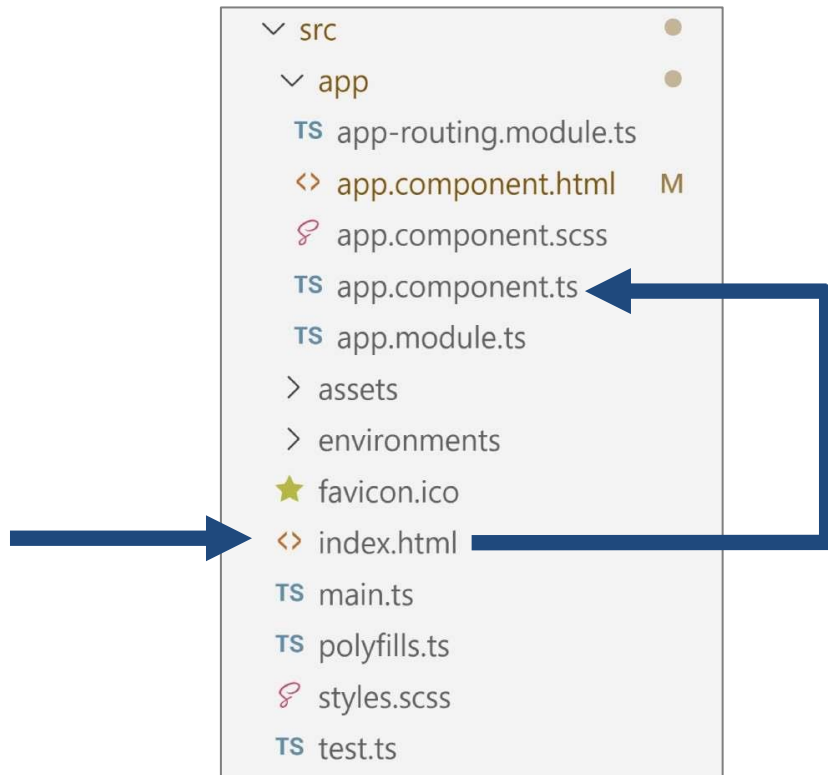 src
app
TS app-routing.module.ts
<> app.component.html M
app.component.scss
TS app.component.ts
TS app.module.ts
> assets
> environments
favicon.ico
<> index.html
TS main.ts
TS polyfills.ts
styles.scss
TS test.ts